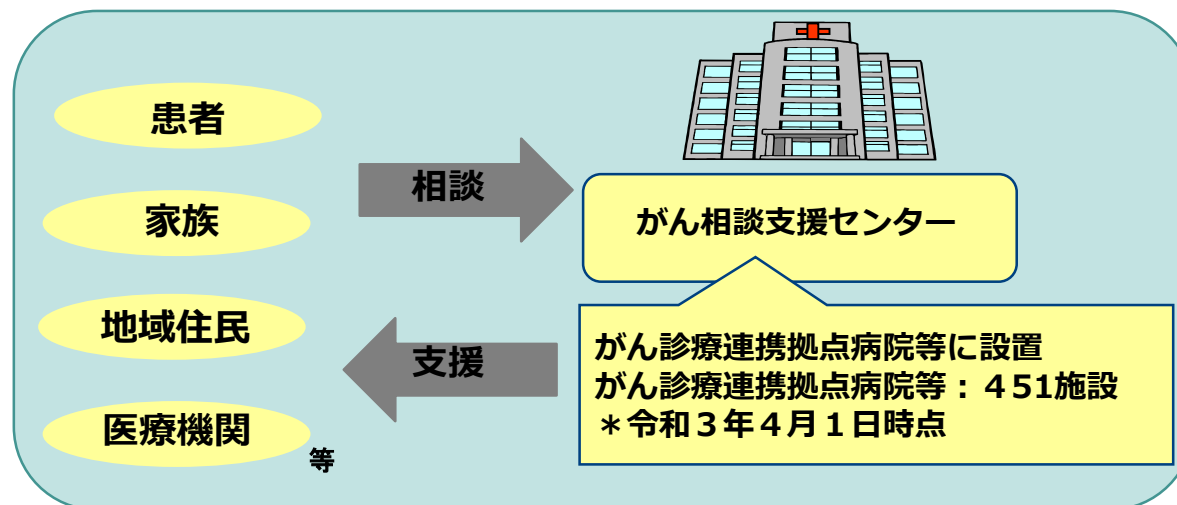 患者
家族
地域住民
医療機関
等
相談
支援
がん相談支援センター
がん診療連携拠点病院等に設置
がん診療連携拠点病院等：４51施設
＊令和３年４月１日時点